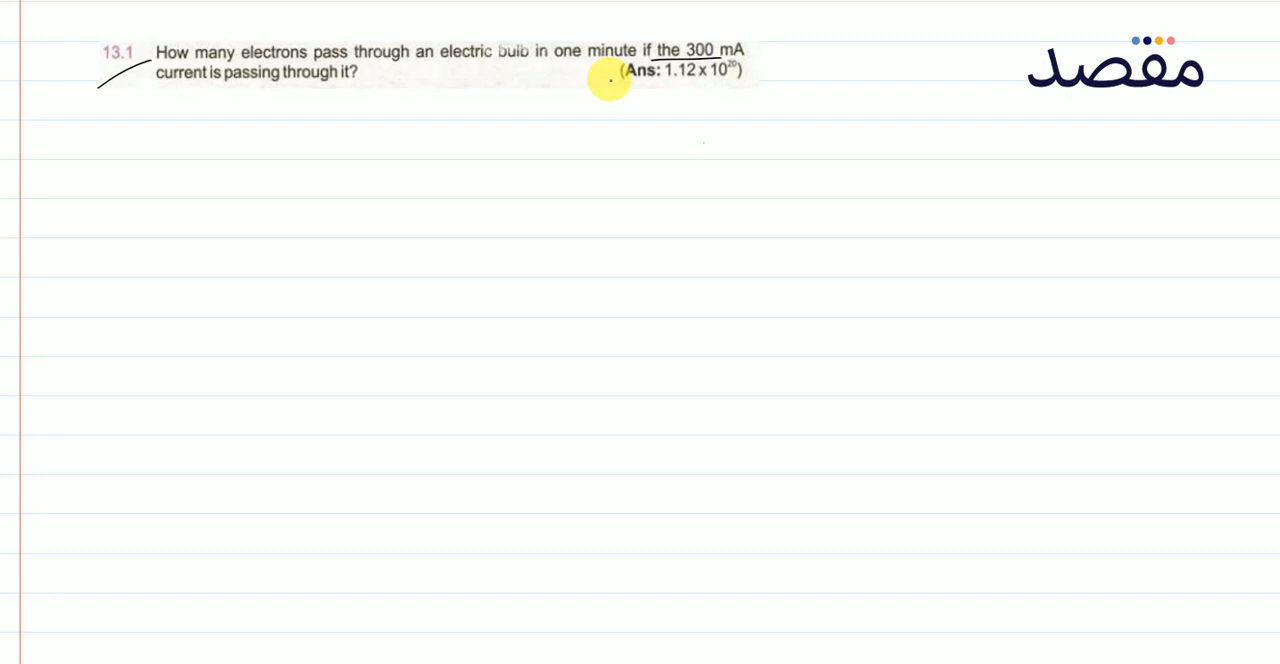 13.1 How many electrons pass through an electric bulb in one minute if the 300 mA
current is passing through it? (Ans: 1.12 x 10²⁰)
مقصد